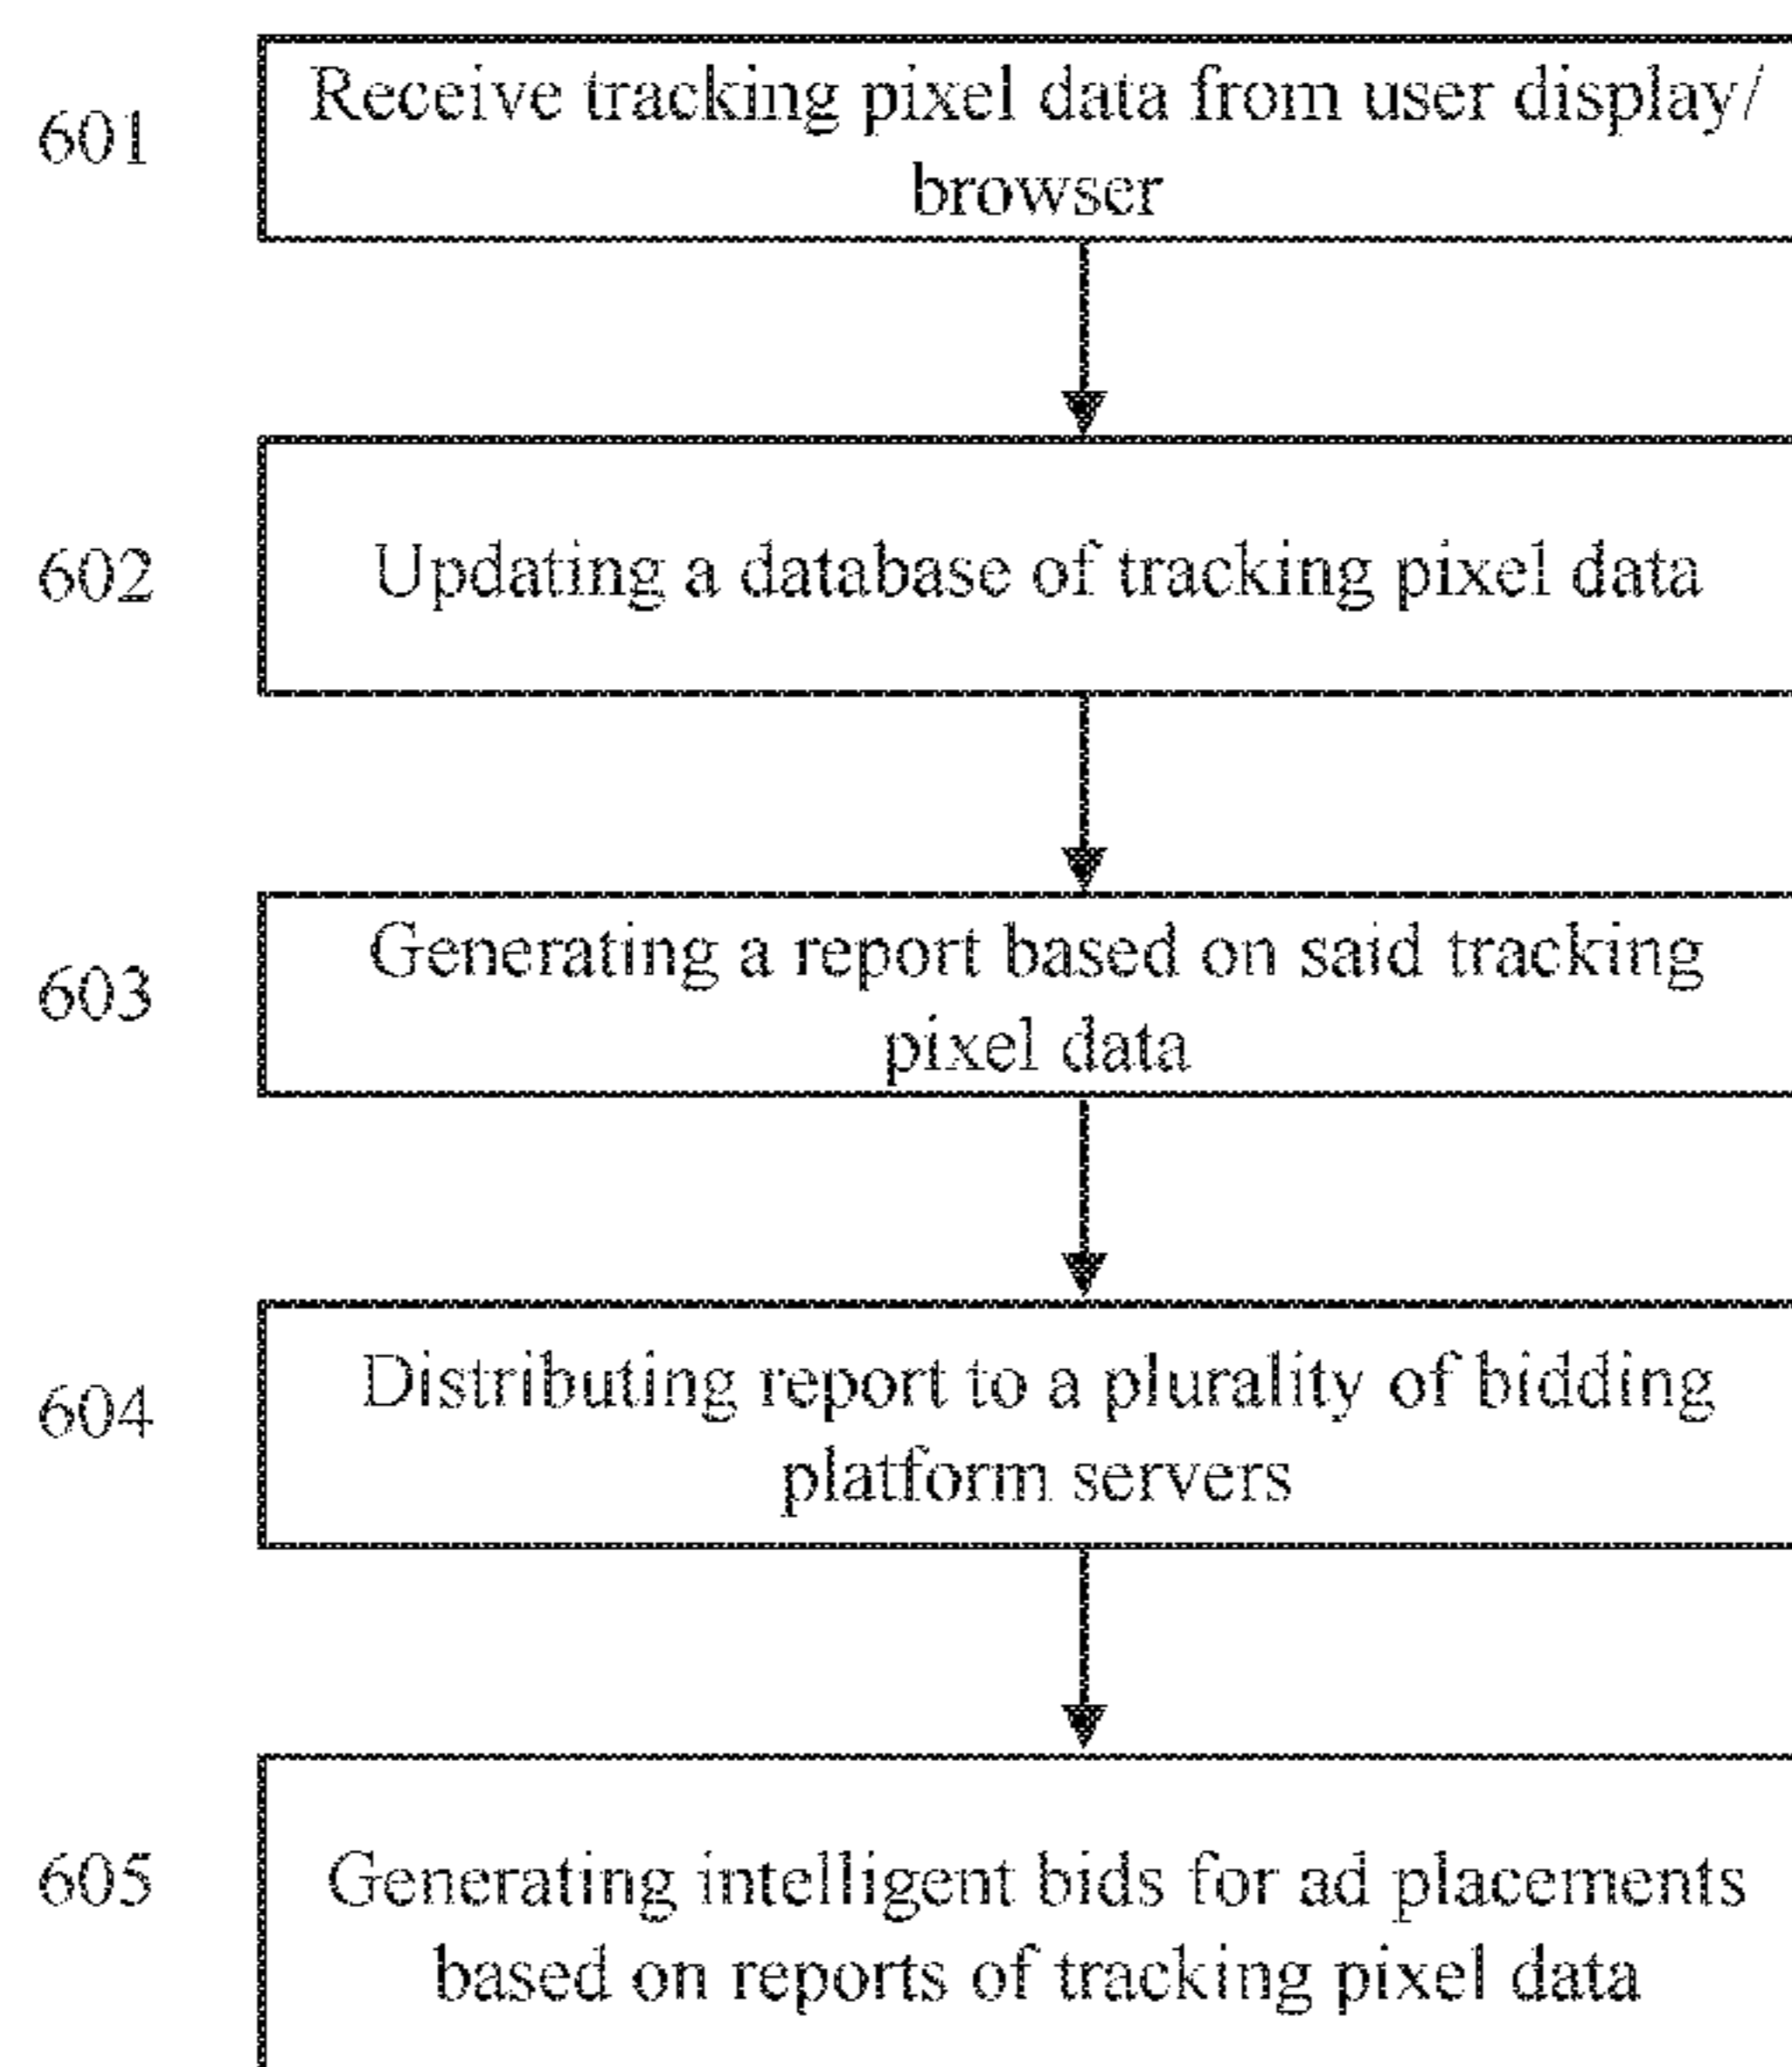 601
Receive tracking pixel data from user display/
browser
602
Updating a database of tracking pixel data
603
Generating a report based on said tracking
pixel data
604
Distributing report to a plurality of bidding
platform servers
605
Generating intelligent bids for ad placements
based on reports of tracking pixel data